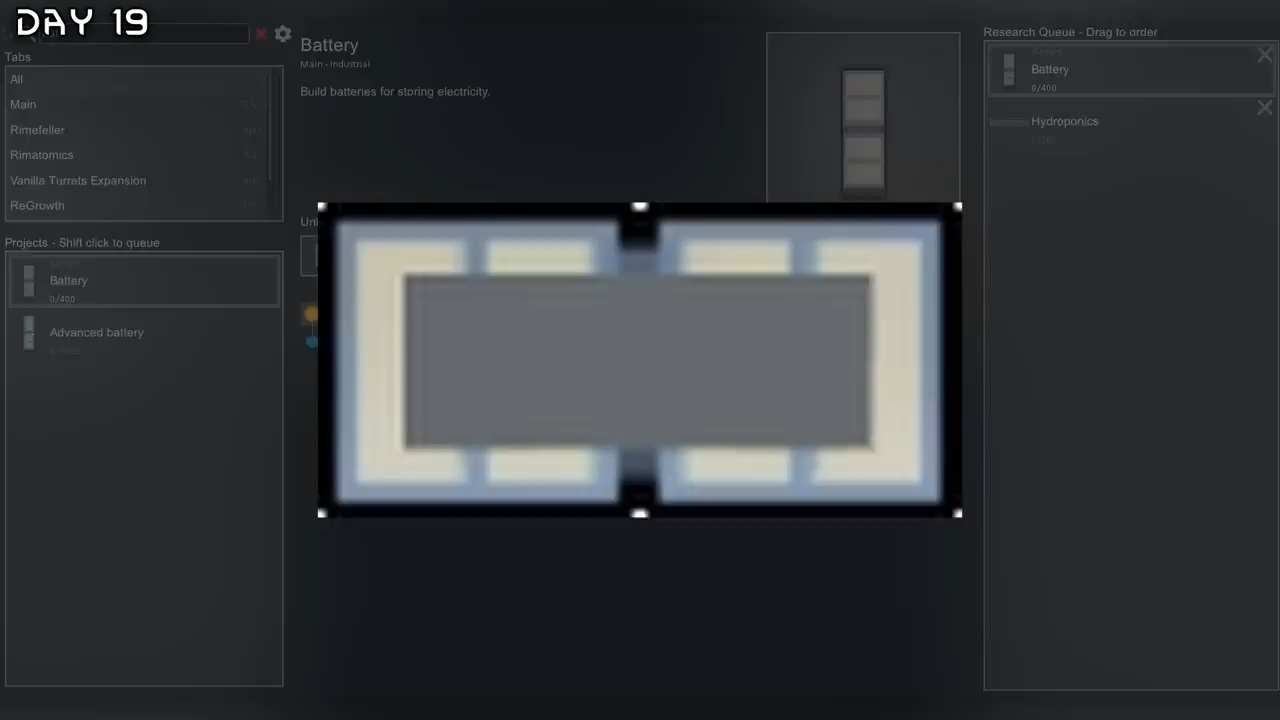 DAY 19
Tabs
All
Main
Rimefeller
Rimatomics
Vanilla Turrets Expansion
ReGrowth
Projects - Shift click to queue
Battery
0/400
Advanced battery
Battery
Main - Industrial
Build batteries for storing electricity.
Research Queue - Drag to order
Battery
0/400
Hydroponics